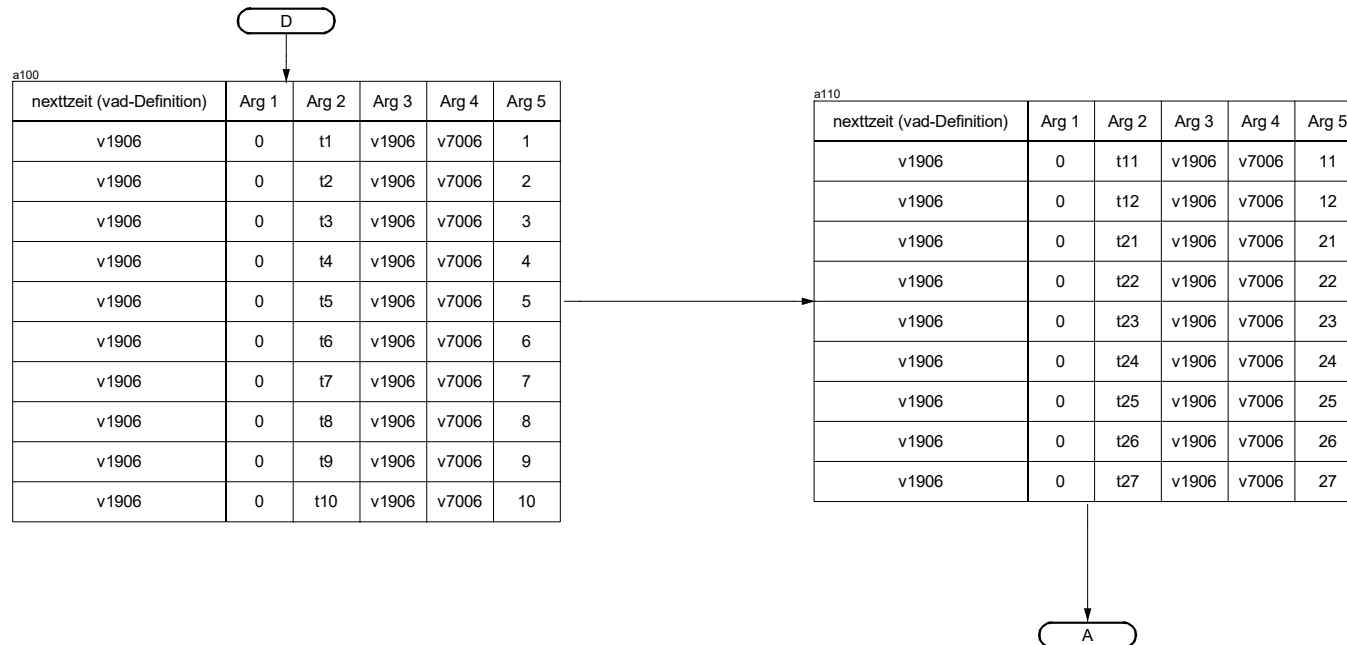 D
a100
nexttzeit (vad-Definition) Arg 1 Arg 2 Arg 3 Arg 4 Arg 5
v1906 0 t1 v1906 v7006 1
v1906 0 t2 v1906 v7006 2
v1906 0 t3 v1906 v7006 3
v1906 0 t4 v1906 v7006 4
v1906 0 t5 v1906 v7006 5
v1906 0 t6 v1906 v7006 6
v1906 0 t7 v1906 v7006 7
v1906 0 t8 v1906 v7006 8
v1906 0 t9 v1906 v7006 9
v1906 0 t10 v1906 v7006 10
a110
nexttzeit (vad-Definition) Arg 1 Arg 2 Arg 3 Arg 4 Arg 5
v1906 0 t11 v1906 v7006 11
v1906 0 t12 v1906 v7006 12
v1906 0 t21 v1906 v7006 21
v1906 0 t22 v1906 v7006 22
v1906 0 t23 v1906 v7006 23
v1906 0 t24 v1906 v7006 24
v1906 0 t25 v1906 v7006 25
v1906 0 t26 v1906 v7006 26
v1906 0 t27 v1906 v7006 27
A